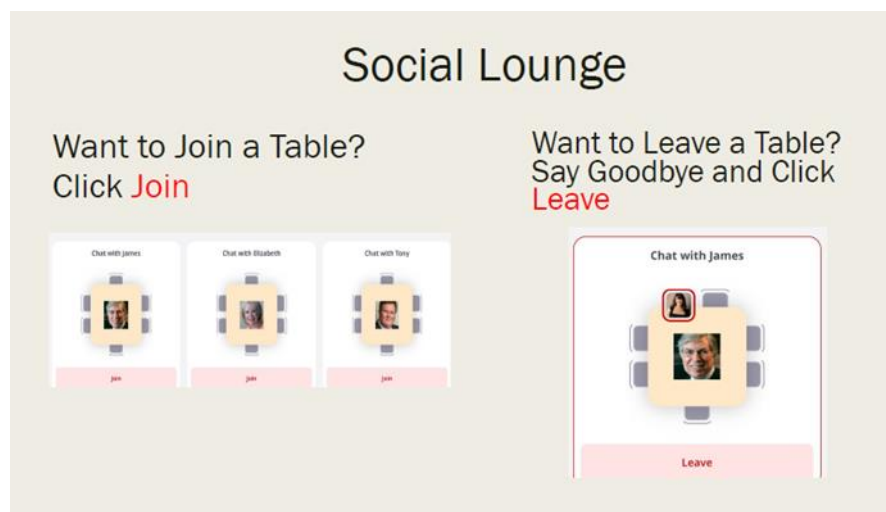 Social Lounge
Want to Join a Table?
Click Join
Chat with James
Chat with Elizabeth
Chat with Tony
Join
Join
Join
Want to Leave a Table?
Say Goodbye and Click
Leave
Chat with James
Leave